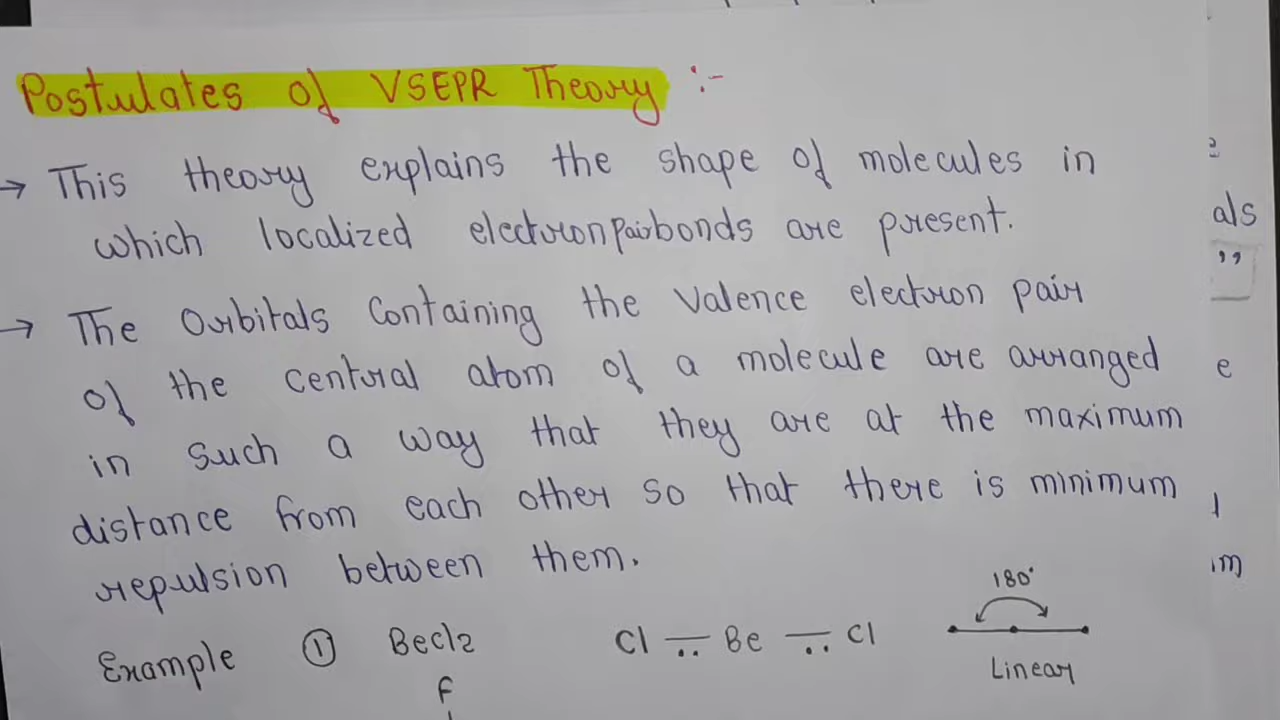 Postulates of VSEPR Theory :-
→ This theory explains the shape of molecules in
which localized electronpairbonds are present.
→ The Orbitals Containing the Valence electron pair
of the central atom of a molecule are arranged
in such a way that they are at the maximum
distance from each other so that there is minimum
repulsion between them.
Example ① Becl2 Cl — Be — Cl 180° Linear
F
als
"
e
l
im